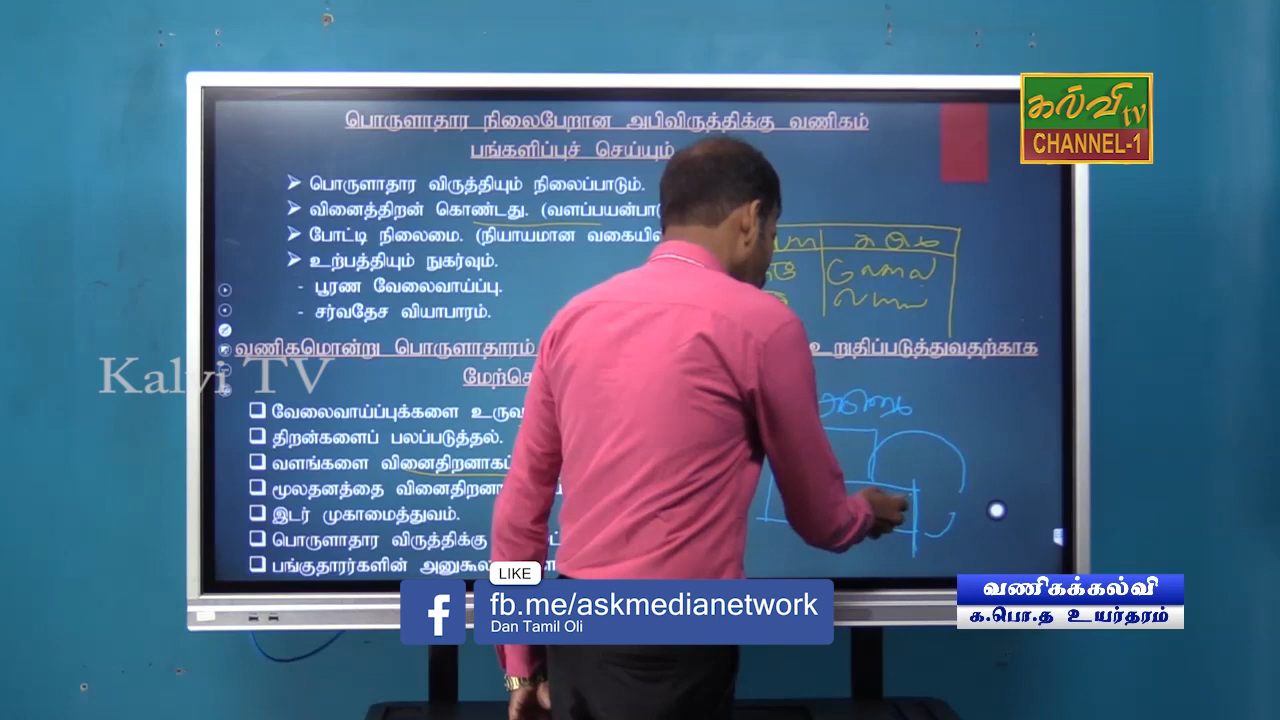 பொருளாதார நிலைபேறான அபிவிருத்திக்கு வணிகம்
பங்களிப்புச் செய்யும்
➢ பொருளாதார விருத்தியும் நிலைப்பாடும்.
➢ வினைத்திறன் கொண்டது. (வளப்பயன்பா
➢ போட்டி நிலைமை. (நியாயமான வகையில்
➢ உற்பத்தியும் நுகர்வும்.
- பூரண வேலைவாய்ப்பு.
- சர்வதேச வியாபாரம்.
வணிகமொன்று பொருளாதாரம் உறுதிப்படுத்துவதற்காக
❑ வேலைவாய்ப்புக்களை
❑ திறன்களைப் பலப்படுத்தல்.
❑ வளங்களை வினைதிறனாகப்
❑ மூலதனத்தை
❑ இடர் முகாமைத்துவம்.
❑ பொருளாதார விருத்திக்கு
❑ பங்குதாரர்களின்
கல்வி tv
CHANNEL-1
Kalvi TV
LIKE
fb.me/askmedianetwork
Dan Tamil Oli
வணிகக்கல்வி
க.பொ.த உயர்தரம்